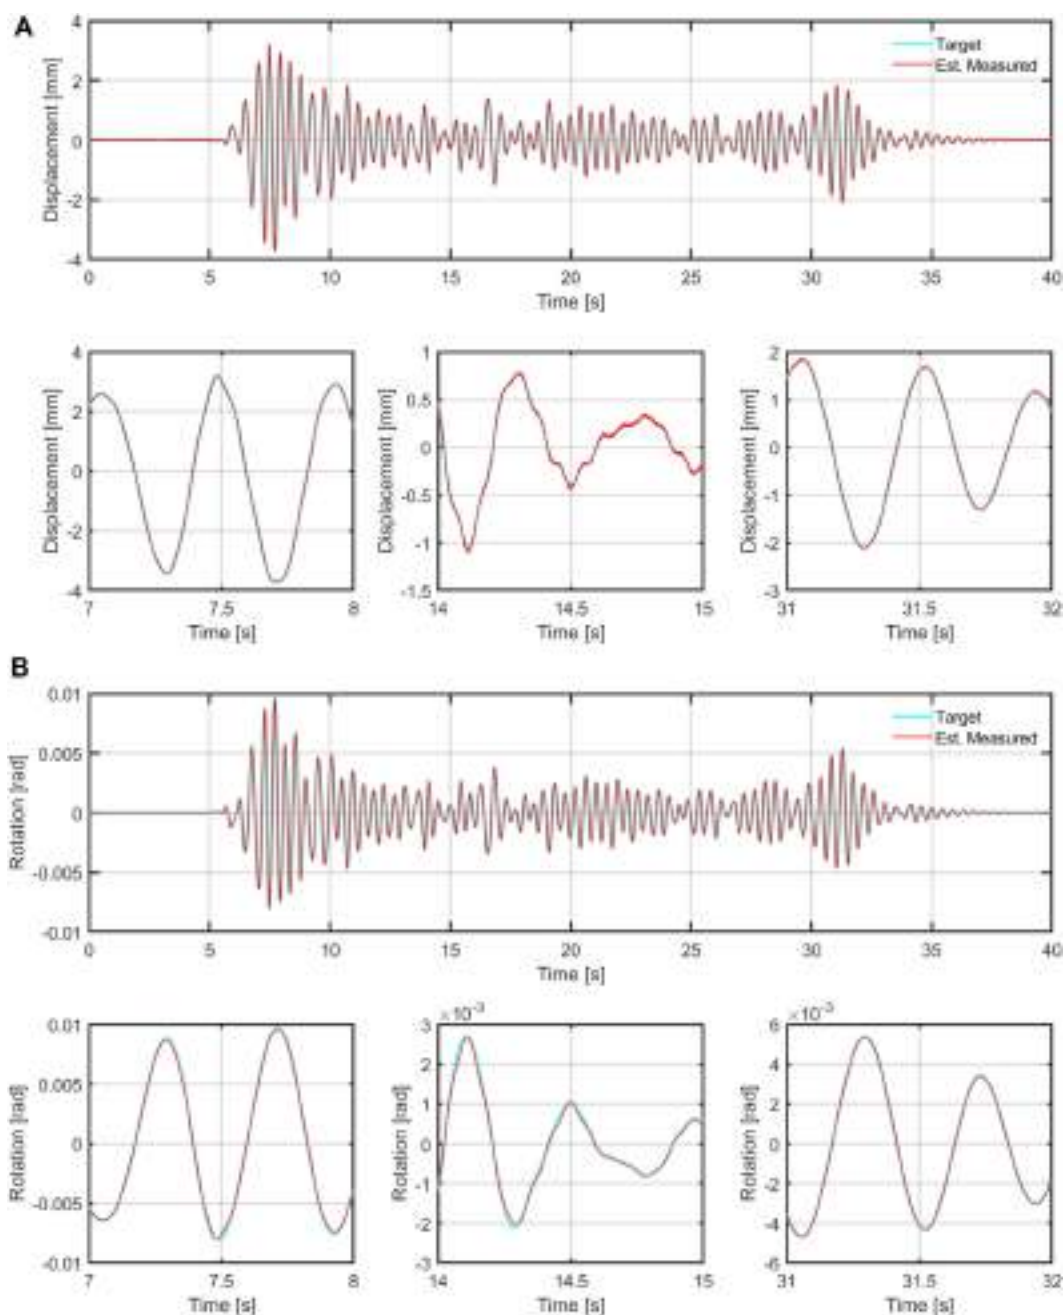 A
Displacement [mm]
4
2
0
-2
-4
Target
Est. Measured
0 5 10 15 20 25 30 35 40
Time [s]
Displacement [mm]
4
2
0
-2
-4
7 7.5 8
Time [s]
Displacement [mm]
1
0.5
0
-0.5
-1
-1.5
14 14.5 15
Time [s]
Displacement [mm]
2
1
0
-1
-2
-3
31 31.5 32
Time [s]
B
Rotation [rad]
0.01
0.005
0
-0.005
-0.01
Target
Est. Measured
0 5 10 15 20 25 30 35 40
Time [s]
Rotation [rad]
0.01
0.005
0
-0.005
-0.01
7 7.5 8
Time [s]
×10-3
Rotation [rad]
3
2
1
0
-1
-2
-3
14 14.5 15
Time [s]
×10-3
Rotation [rad]
6
4
2
0
-2
-4
-6
31 31.5 32
Time [s]